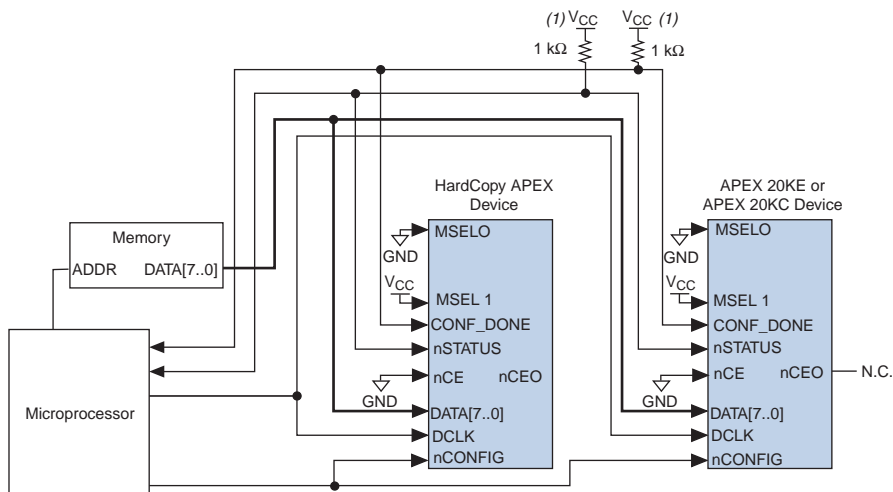 (1) VCC VCC (1)
1 kΩ 1 kΩ
HardCopy APEX
Device
APEX 20KE or
APEX 20KC Device
Memory
ADDR DATA[7..0]
Microprocessor
MSELO
GND
VCC
MSEL 1
CONF_DONE
nSTATUS
nCE nCEO
GND
DATA[7..0]
DCLK
nCONFIG
MSELO
GND
VCC
MSEL 1
CONF_DONE
nSTATUS
nCE nCEO N.C.
GND
DATA[7..0]
DCLK
nCONFIG